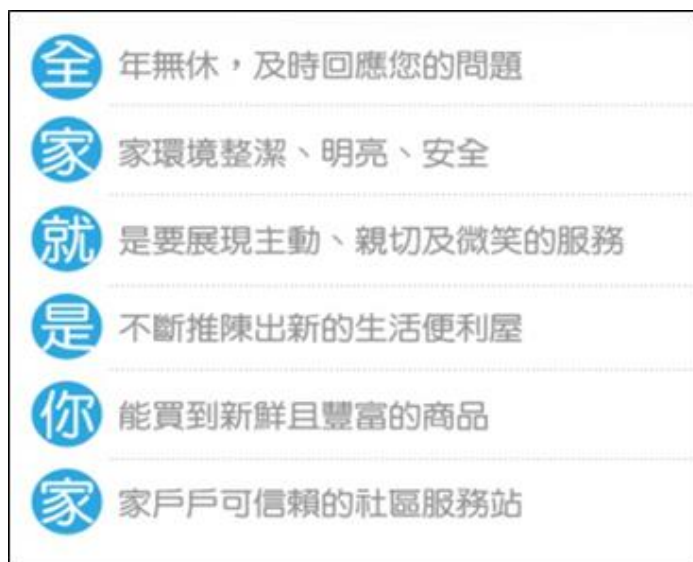 全年無休，及時回應您的問題
家家環境整潔、明亮、安全
就是要展現主動、親切及微笑的服務
是不斷推陳出新的生活便利屋
你能買到新鮮且豐富的商品
家家戶戶可信賴的社區服務站